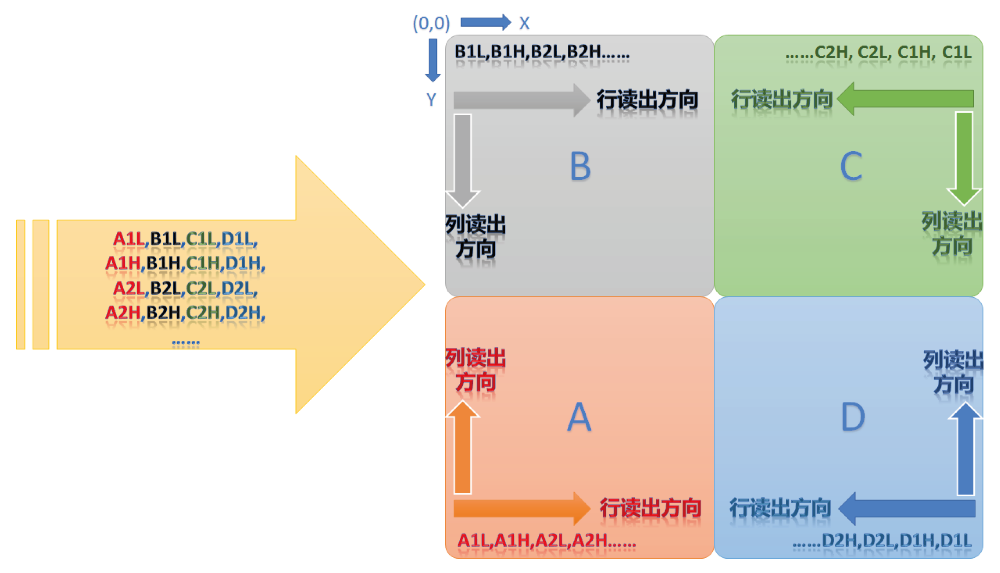 (0,0)
X
Y
B1L,B1H,B2L,B2H……
……C2H, C2L, C1H, C1L
行读出方向
行读出方向
B
C
列读出
方向
列读出
方向
A1L,B1L,C1L,D1L,
A1H,B1H,C1H,D1H,
A2L,B2L,C2L,D2L,
A2H,B2H,C2H,D2H,
……
列读出
方向
列读出
方向
A
D
行读出方向
行读出方向
A1L,A1H,A2L,A2H……
……D2H,D2L,D1H,D1L